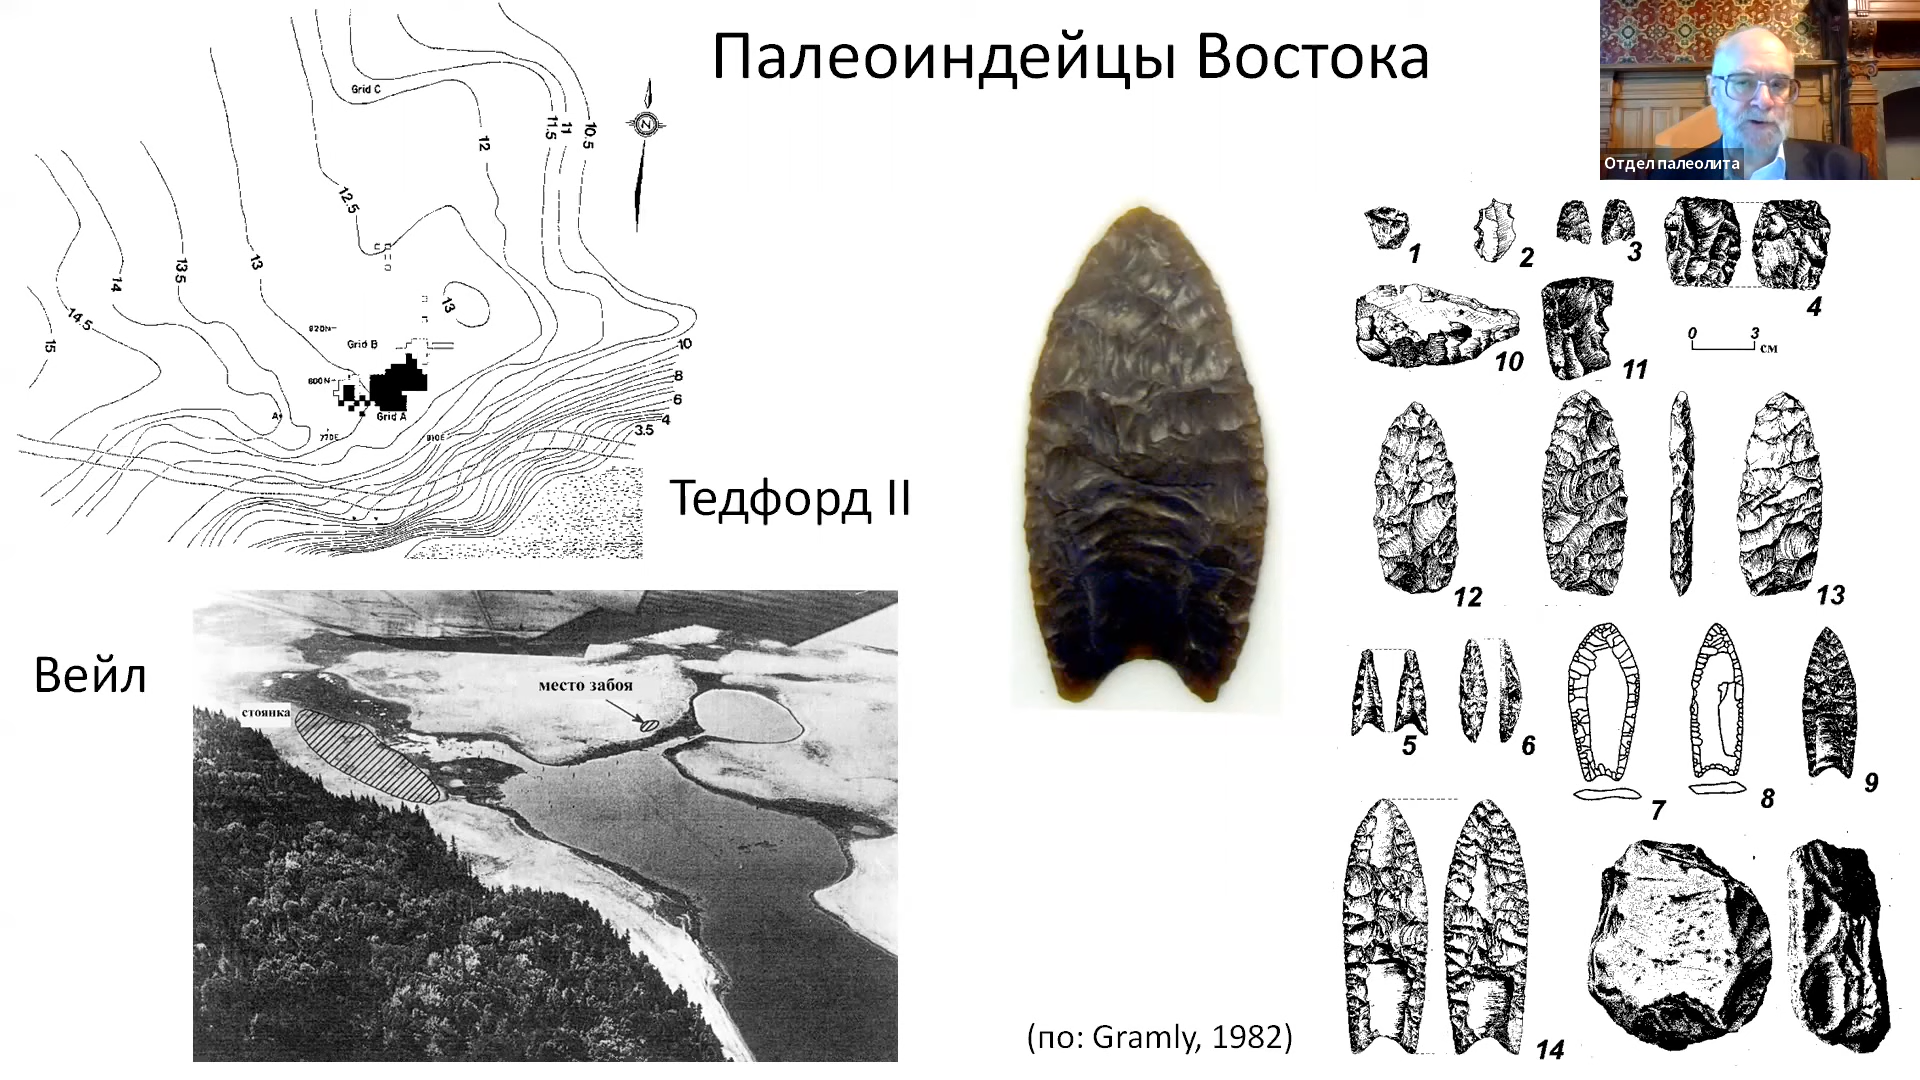 Палеоиндейцы Востока
Отдел палеолита
Grid C
12
11.5
11
10.5
N
12.5
13
13.5
14
14.5
15
13
820N
Grid B
600N
Grid A
A
770E
810E
10
8
6
4
3.5
Тедфорд II
Вейл
стоянка
место забоя
1
2
3
4
10
11
0 3
см
12
13
5
6
7
8
9
14
(по: Gramly, 1982)